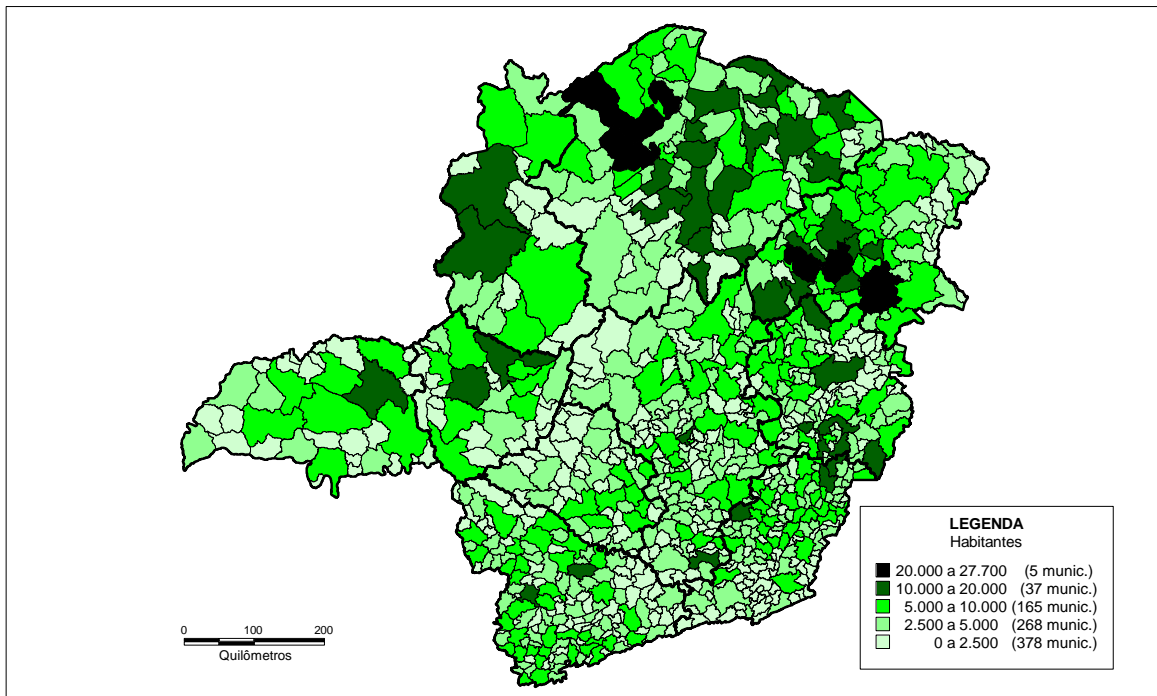 LEGENDA
Habitantes
20.000 a 27.700 (5 munic.)
10.000 a 20.000 (37 munic.)
5.000 a 10.000 (165 munic.)
2.500 a 5.000 (268 munic.)
0 a 2.500 (378 munic.)
0 100 200
Quilômetros